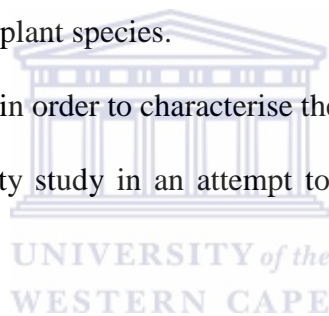 plant species.
in order to characterise the
ty study in an attempt to
UNIVERSITY of the
WESTERN CAPE